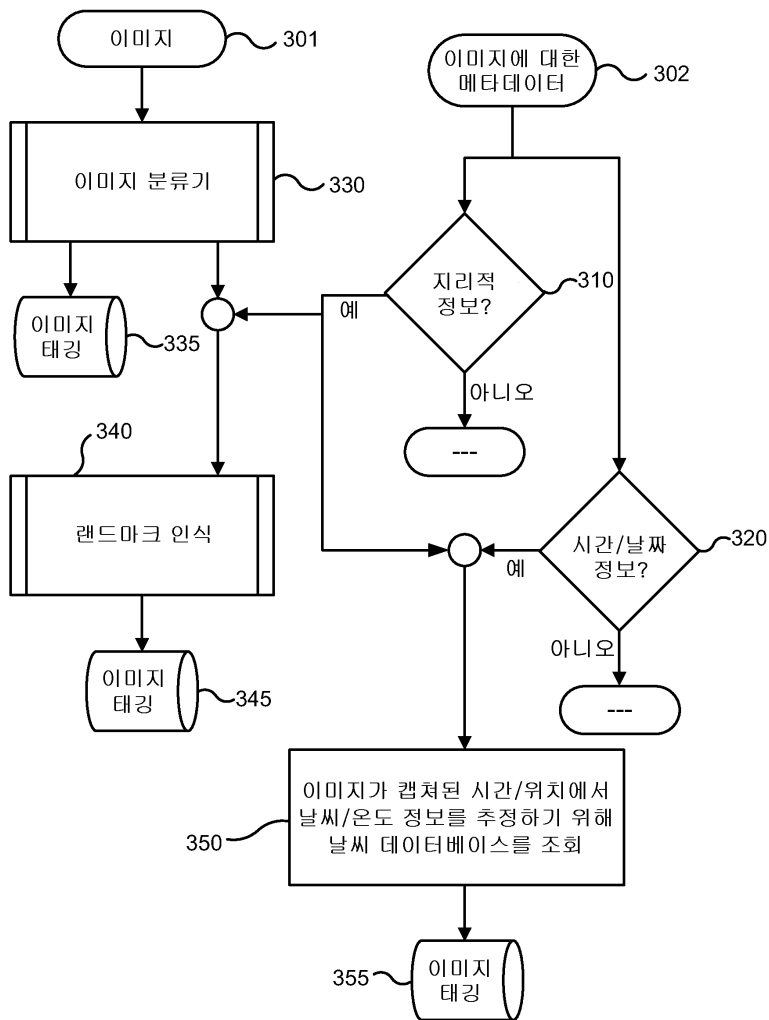 이미지
301
이미지에 대한
메타데이터
302
이미지 분류기
330
지리적
정보?
310
예
이미지
태깅
335
아니오
---
340
랜드마크 인식
시간/날짜
정보?
320
예
아니오
이미지
태깅
345
---
이미지가 캡쳐된 시간/위치에서
날씨/온도 정보를 추정하기 위해
날씨 데이터베이스를 조회
350
이미지
태깅
355